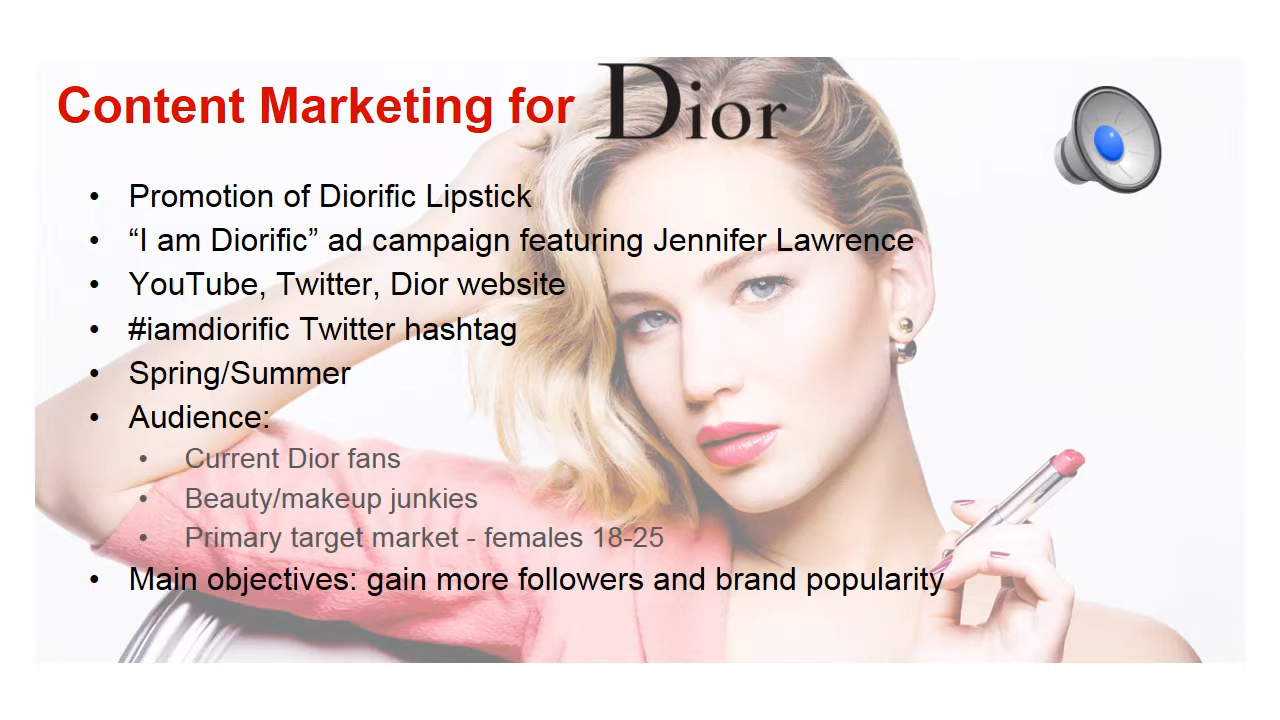 Content Marketing for Dior
• Promotion of Diorific Lipstick
• “I am Diorific” ad campaign featuring Jennifer Lawrence
• YouTube, Twitter, Dior website
• #iamdiorific Twitter hashtag
• Spring/Summer
• Audience:
• Current Dior fans
• Beauty/makeup junkies
• Primary target market - females 18-25
• Main objectives: gain more followers and brand popularity